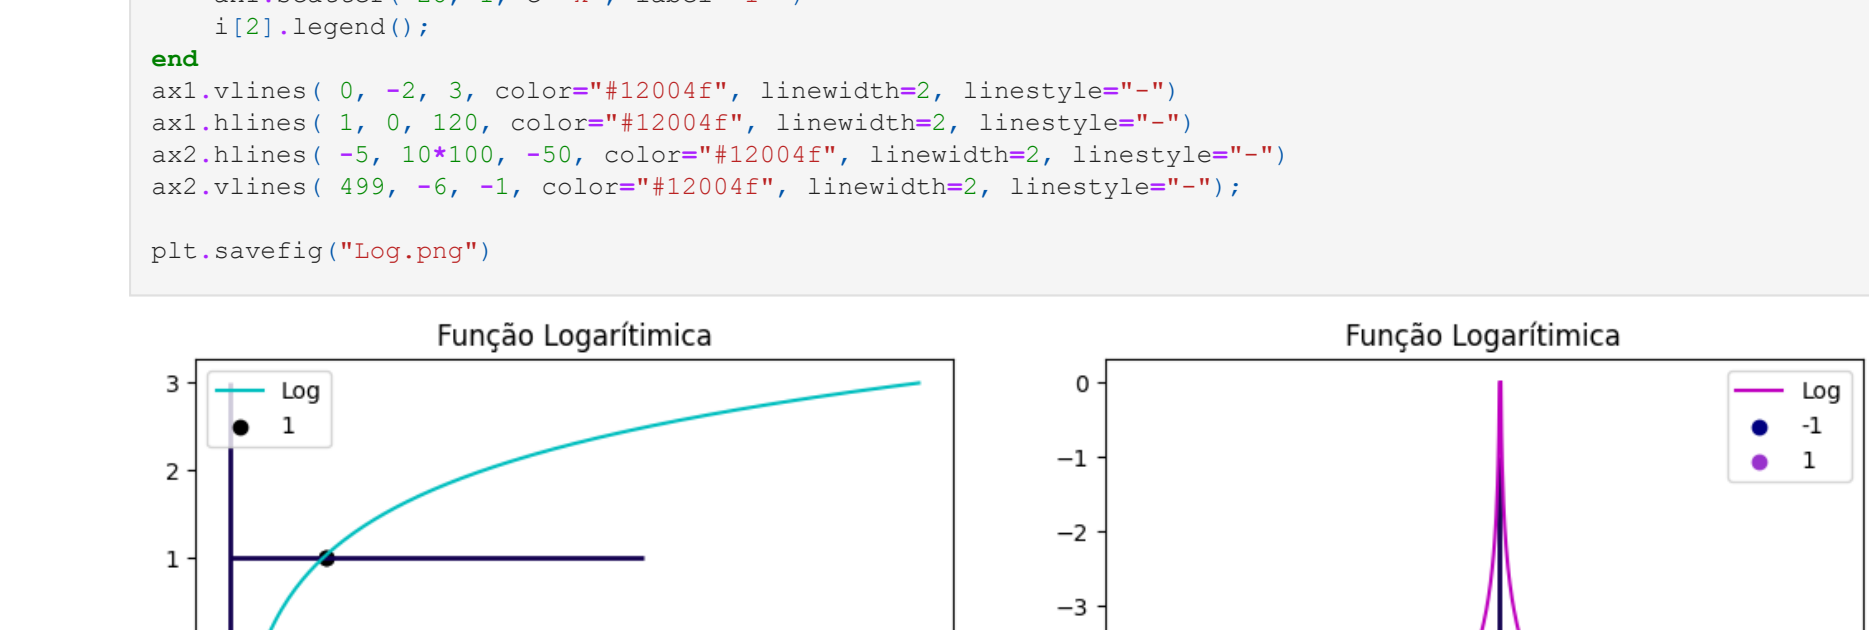 i[2].legend();
end
ax1.vlines( 0, -2, 3, color="#12004f", linewidth=2, linestyle="-")
ax1.hlines( 1, 0, 120, color="#12004f", linewidth=2, linestyle="-")
ax2.hlines( -5, 10*100, -50, color="#12004f", linewidth=2, linestyle="-")
ax2.vlines( 499, -6, -1, color="#12004f", linewidth=2, linestyle="-");
plt.savefig("Log.png")
Função Logarítimica
3
2
1
Log
1
Função Logarítimica
0
−1
−2
−3
Log
-1
1